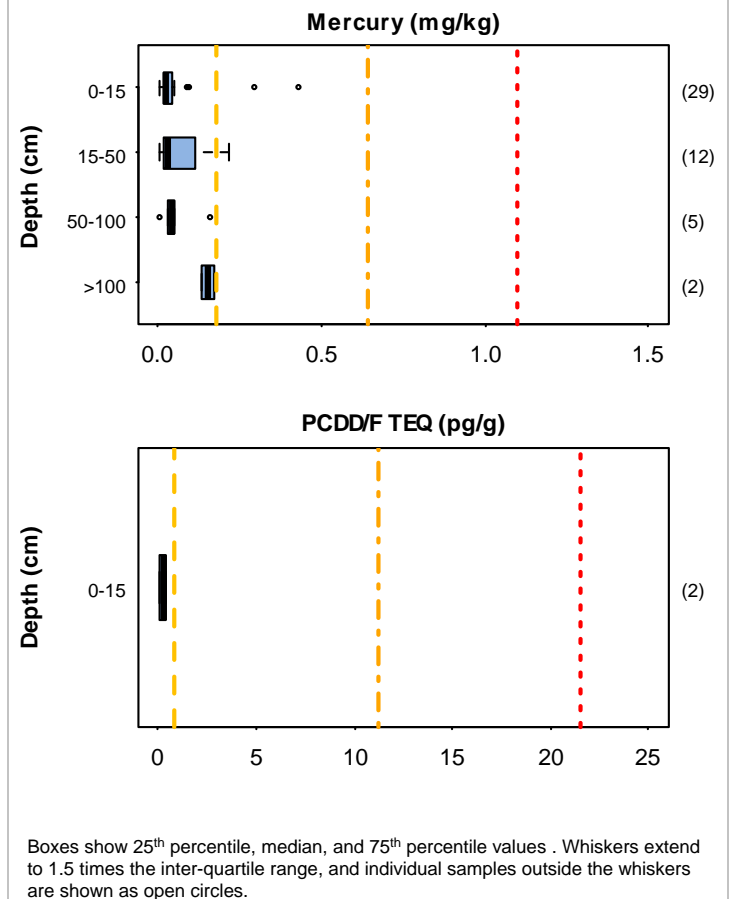 Mercury (mg/kg)
Depth (cm)
0-15
(29)
15-50
(12)
50-100
(5)
>100
(2)
0.0 0.5 1.0 1.5
PCDD/F TEQ (pg/g)
Depth (cm)
0-15
(2)
0 5 10 15 20 25
Boxes show 25th percentile, median, and 75th percentile values . Whiskers extend
to 1.5 times the inter-quartile range, and individual samples outside the whiskers
are shown as open circles.